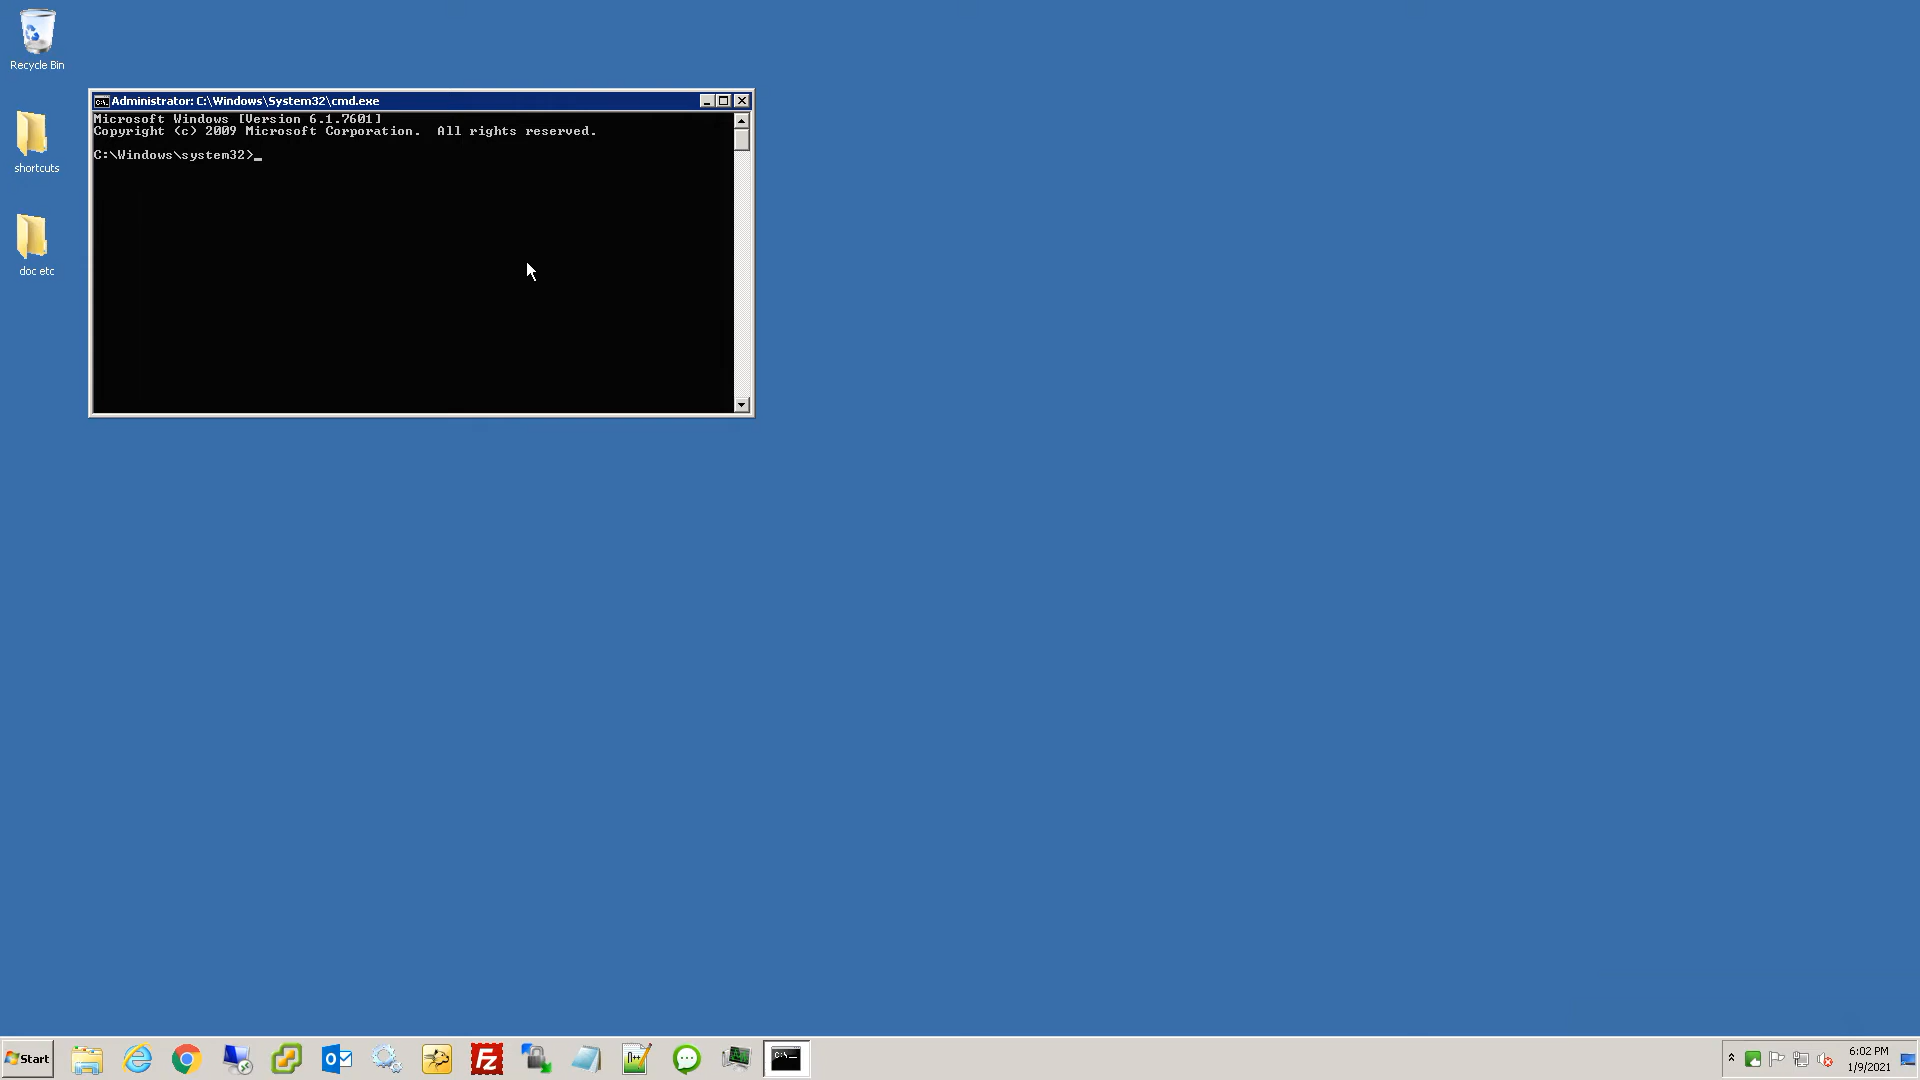 Recycle Bin
shortcuts
doc etc
Administrator: C:\Windows\System32\cmd.exe
Microsoft Windows [Version 6.1.7601]
Copyright (c) 2009 Microsoft Corporation.  All rights reserved.
C:\Windows\system32>_
Start
6:02 PM
1/9/2021